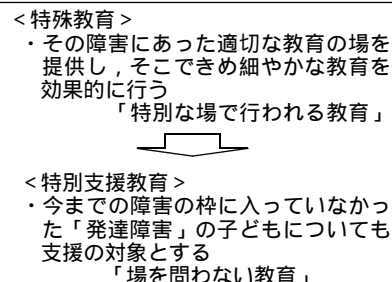 ＜特殊教育＞
・その障害にあった適切な教育の場を
提供し，そこできめ細やかな教育を
効果的に行う
「特別な場で行われる教育」
＜特別支援教育＞
・今までの障害の枠に入っていなかっ
た「発達障害」の子どもについても
支援の対象とする
「場を問わない教育」